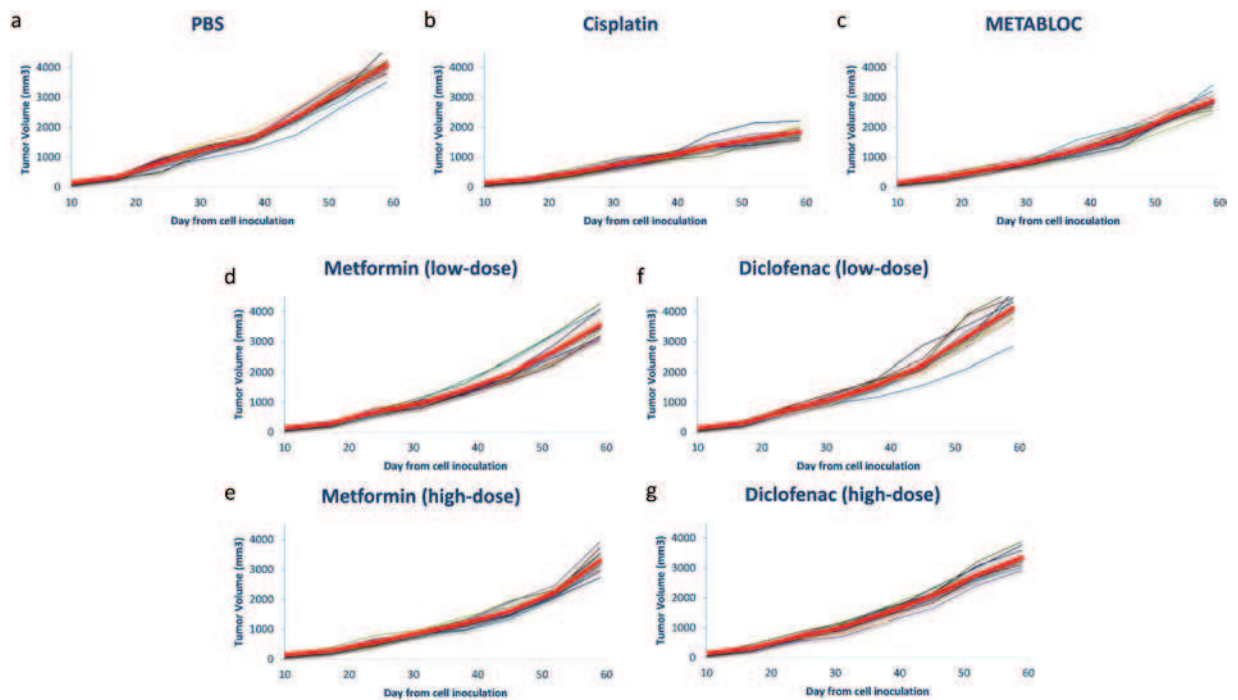 a
PBS
Tumor Volume (mm3)
4000
3000
2000
1000
0
10 20 30 40 50 60
Day from cell inoculation
b
Cisplatin
Tumor Volume (mm3)
4000
3000
2000
1000
0
10 20 30 40 50 60
Day from cell inoculation
c
METABLOC
Tumor Volume (mm3)
4000
3000
2000
1000
0
10 20 30 40 50 60
Day from cell inoculation
d
Metformin (low-dose)
Tumor Volume (mm3)
4000
3000
2000
1000
0
10 20 30 40 50 60
Day from cell inoculation
f
Diclofenac (low-dose)
Tumor Volume (mm3)
4000
3000
2000
1000
0
10 20 30 40 50 60
Day from cell inoculation
e
Metformin (high-dose)
Tumor Volume (mm3)
4000
3000
2000
1000
0
10 20 30 40 50 60
Day from cell inoculation
g
Diclofenac (high-dose)
Tumor Volume (mm3)
4000
3000
2000
1000
0
10 20 30 40 50 60
Day from cell inoculation